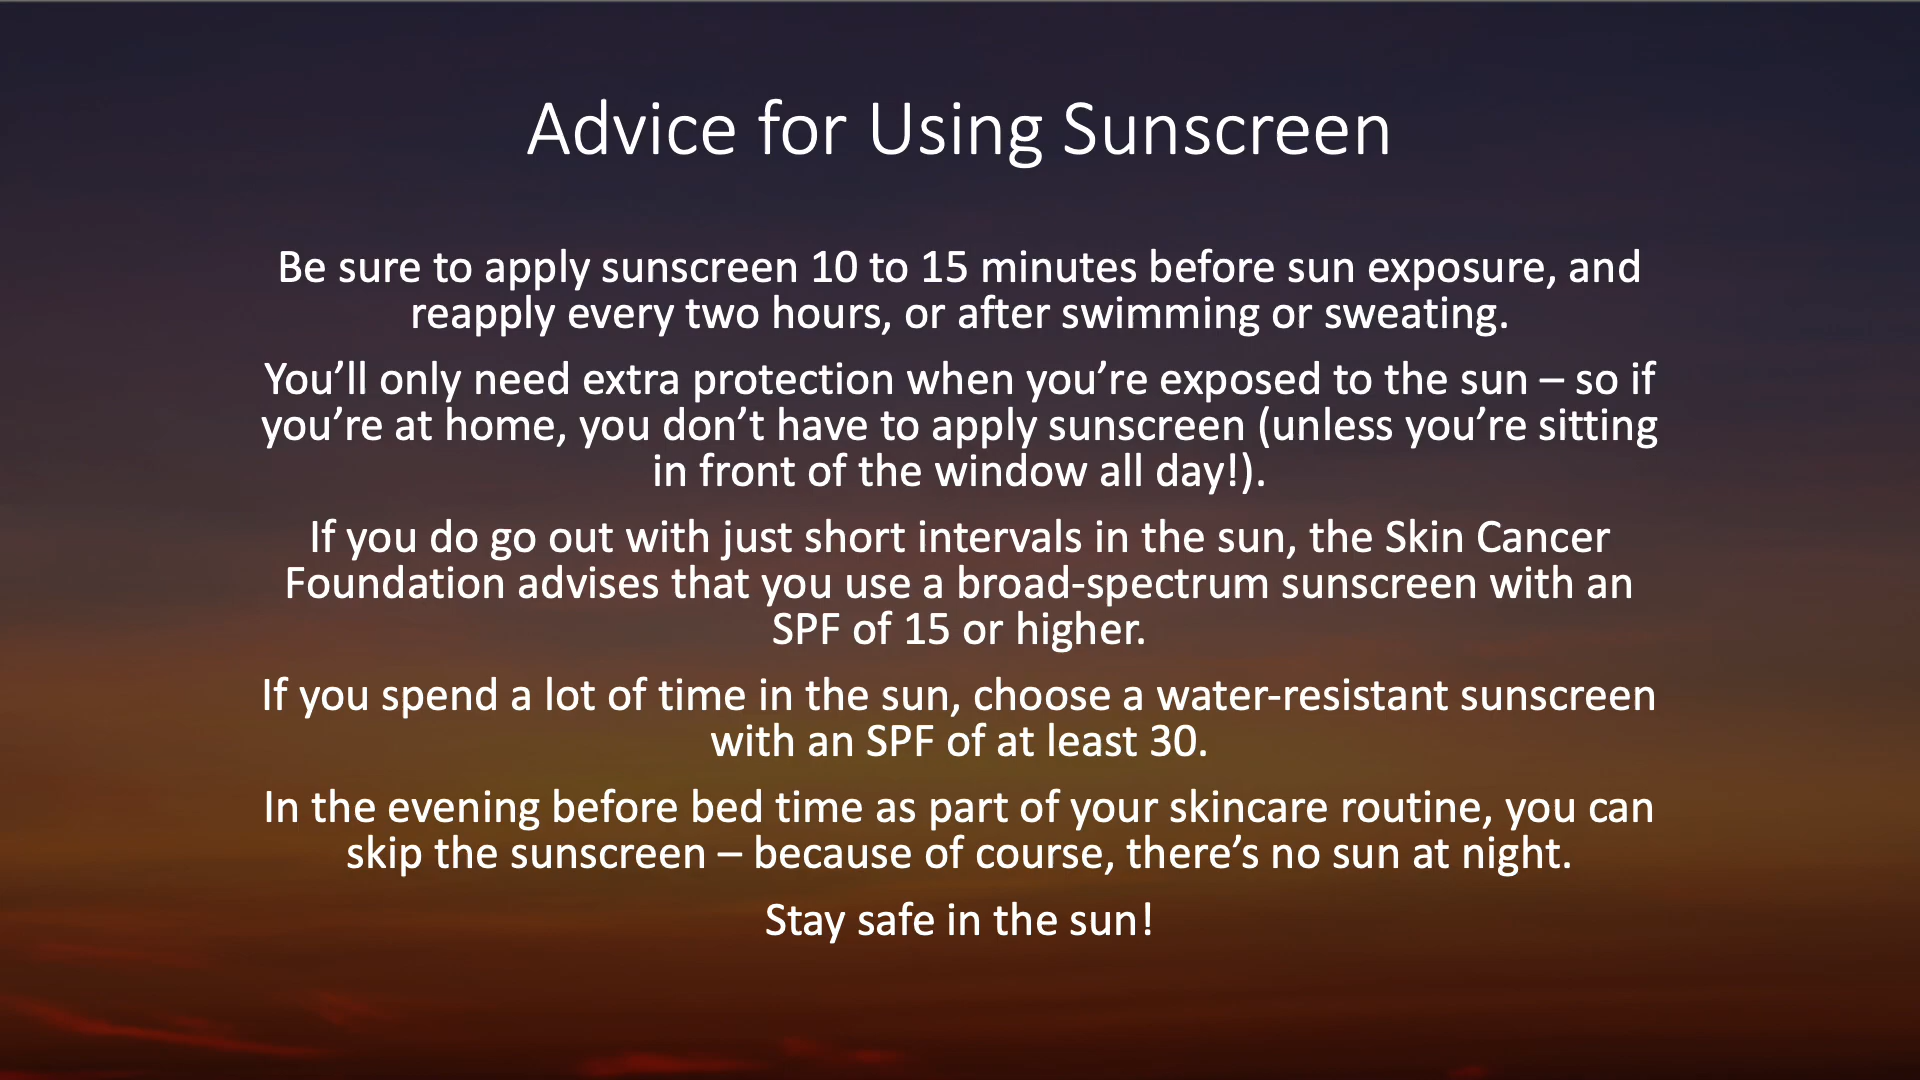 Advice for Using Sunscreen
Be sure to apply sunscreen 10 to 15 minutes before sun exposure, and
reapply every two hours, or after swimming or sweating.
You’ll only need extra protection when you’re exposed to the sun – so if
you’re at home, you don’t have to apply sunscreen (unless you’re sitting
in front of the window all day!).
If you do go out with just short intervals in the sun, the Skin Cancer
Foundation advises that you use a broad-spectrum sunscreen with an
SPF of 15 or higher.
If you spend a lot of time in the sun, choose a water-resistant sunscreen
with an SPF of at least 30.
In the evening before bed time as part of your skincare routine, you can
skip the sunscreen – because of course, there’s no sun at night.
Stay safe in the sun!